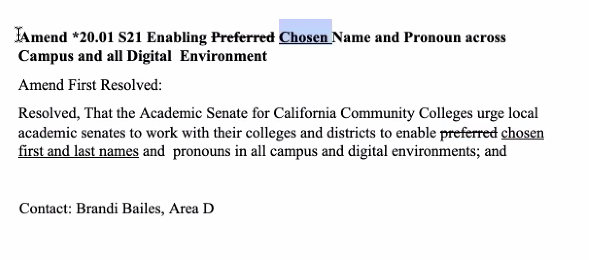 Amend *20.01 S21 Enabling Preferred Chosen Name and Pronoun across
Campus and all Digital Environment
Amend First Resolved:
Resolved, That the Academic Senate for California Community Colleges urge local
academic senates to work with their colleges and districts to enable preferred chosen
first and last names and pronouns in all campus and digital environments; and
Contact: Brandi Bailes, Area D